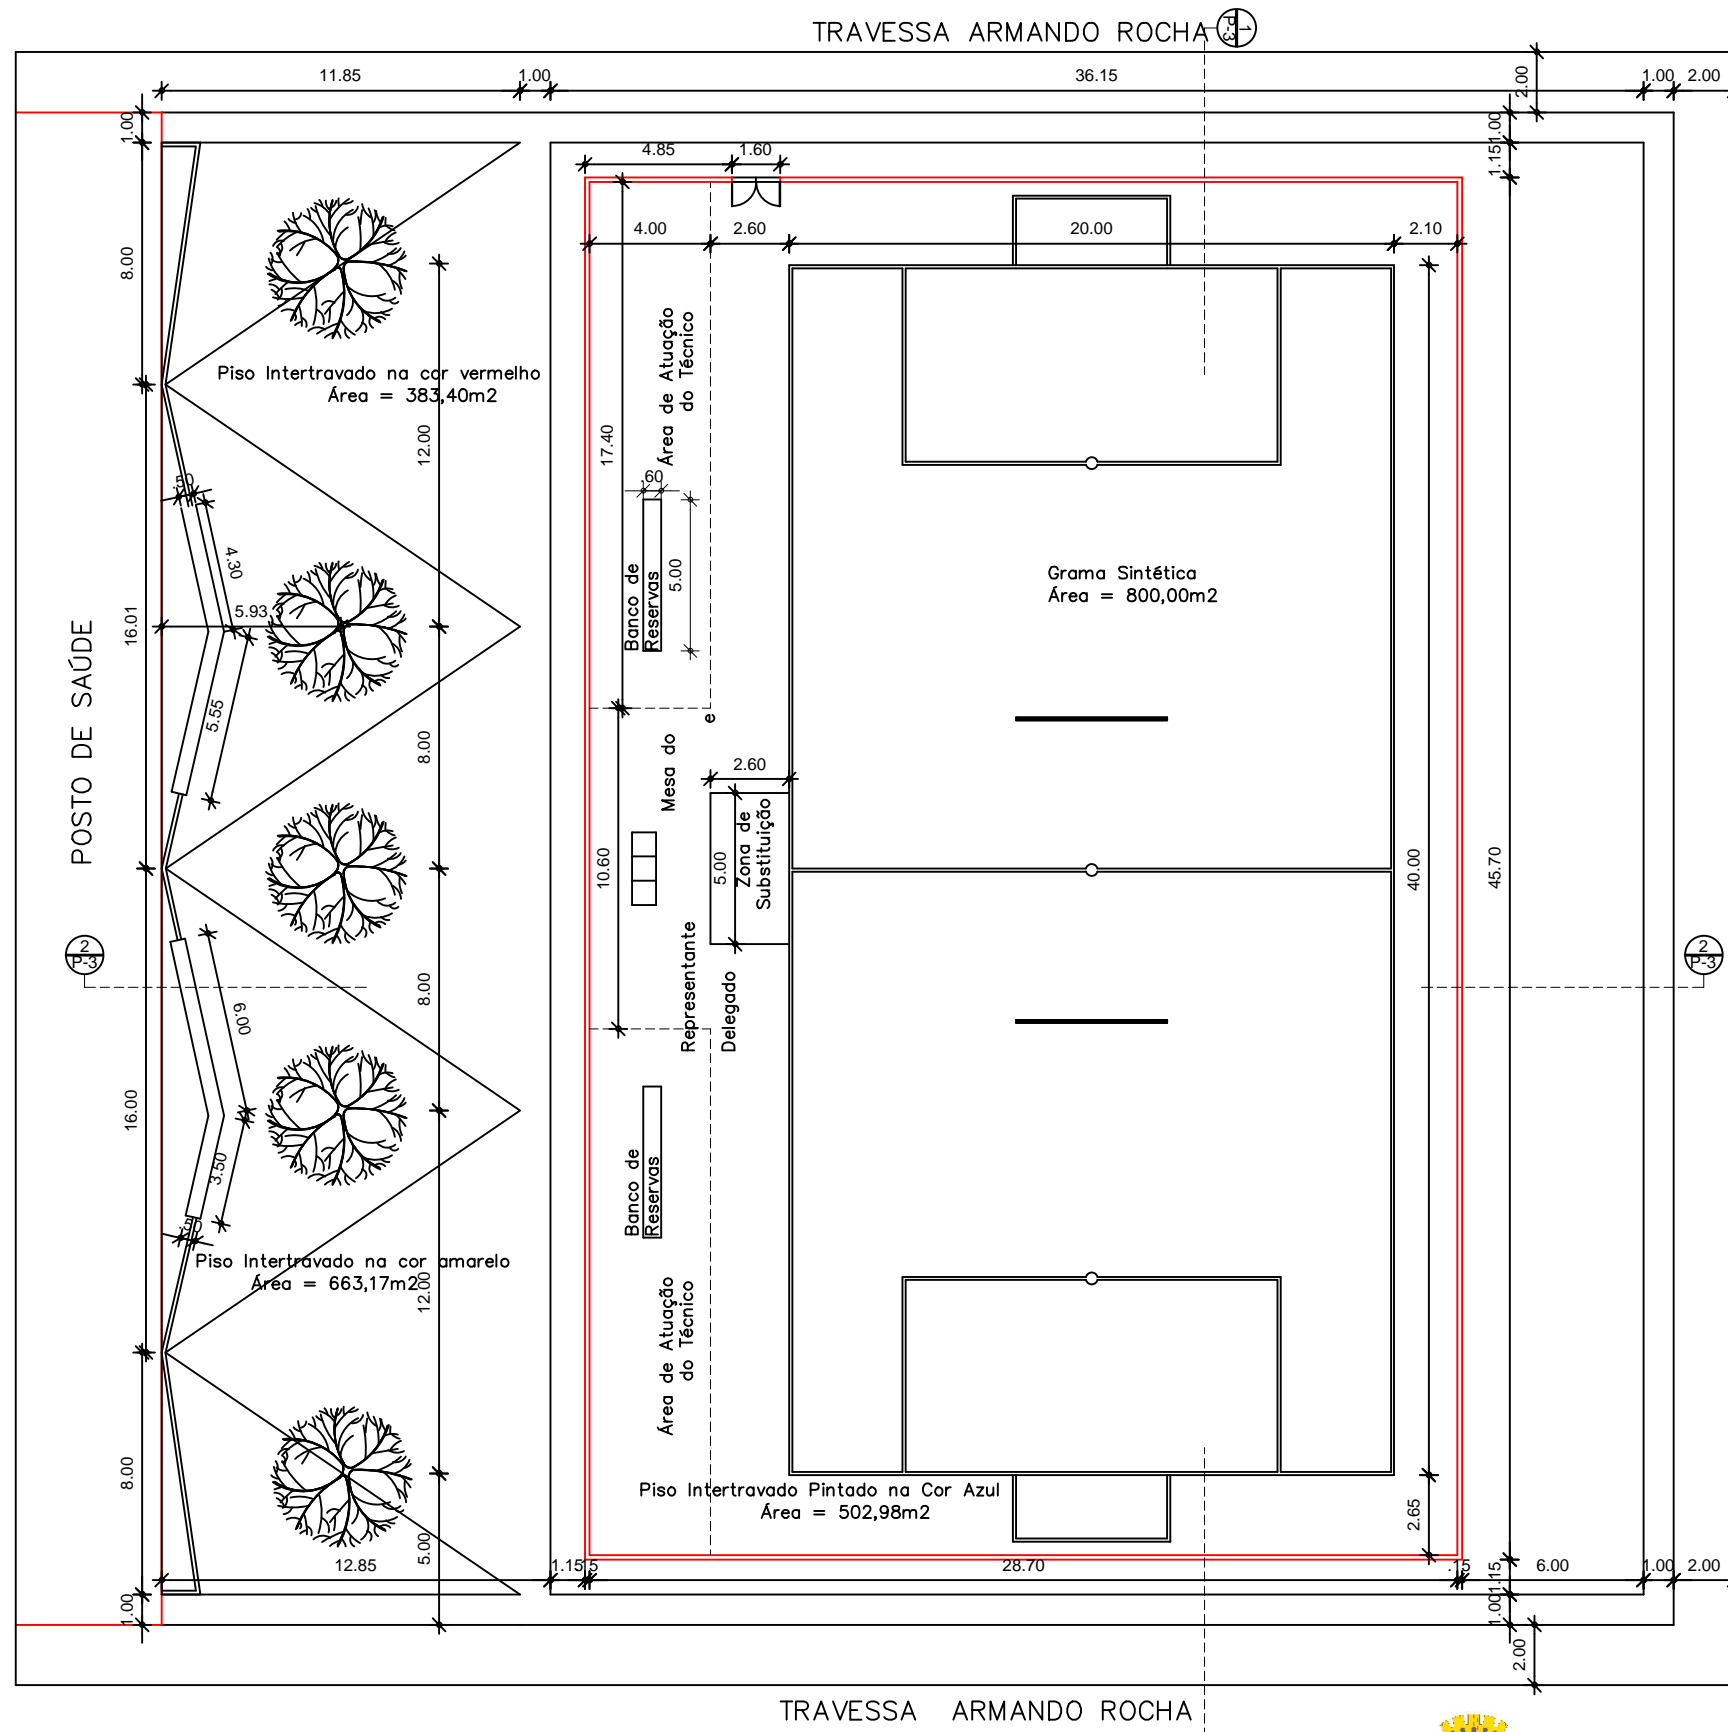 TRAVESSA ARMANDO ROCHA
1
P-3
11.85
1.00
36.15
2.00
1.00
2.00
1.00
1.00
1.15
4.85
1.60
4.00
2.60
20.00
2.10
8.00
Área de Atuação
do Técnico
Piso Intertravado na cor vermelho
Área = 383,40m2
12.00
17.40
.50
.60
4.30
5.00
Banco de
Reservas
Grama Sintética
Área = 800,00m2
5.93
16.01
POSTO DE SAÚDE
5.55
8.00
e
Mesa do
2.60
Zona de
Substituição
5.00
10.60
40.00
45.70
Representante
Delegado
2
P-3
2
P-3
8.00
6.00
16.00
3.50
.50
Banco de
Reservas
Piso Intertravado na cor amarelo
Área = 663,17m2
12.00
Área de Atuação
do Técnico
8.00
Piso Intertravado Pintado na Cor Azul
Área = 502,98m2
2.65
5.00
12.85
1.15
28.70
.15
1.15
6.00
1.00
2.00
1.00
1.00
2.00
TRAVESSA ARMANDO ROCHA